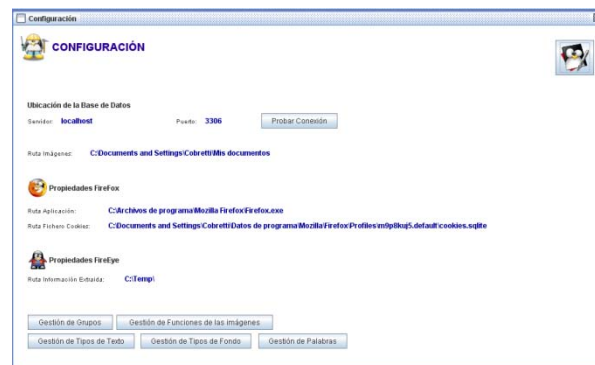 Configuración
CONFIGURACIÓN
Ubicación de la Base de Datos
Servidor: localhost Puerto: 3306 Probar Conexión
Ruta Imágenes: C:\Documents and Settings\Cobretti\Mis documentos
Propiedades FireFox
Ruta Aplicación: C:\Archivos de programa\Mozilla Firefox\Firefox.exe
Ruta Fichero Cookies: C:\Documents and Settings\Cobretti\Datos de programa\Mozilla\Firefox\Profiles\m9p8kuj5.default\cookies.sqlite
Propiedades FireEye
Ruta Información Extraida: C:\Temp\
Gestión de Grupos Gestión de Funciones de las imágenes
Gestión de Tipos de Texto Gestión de Tipos de Fondo Gestión de Palabras